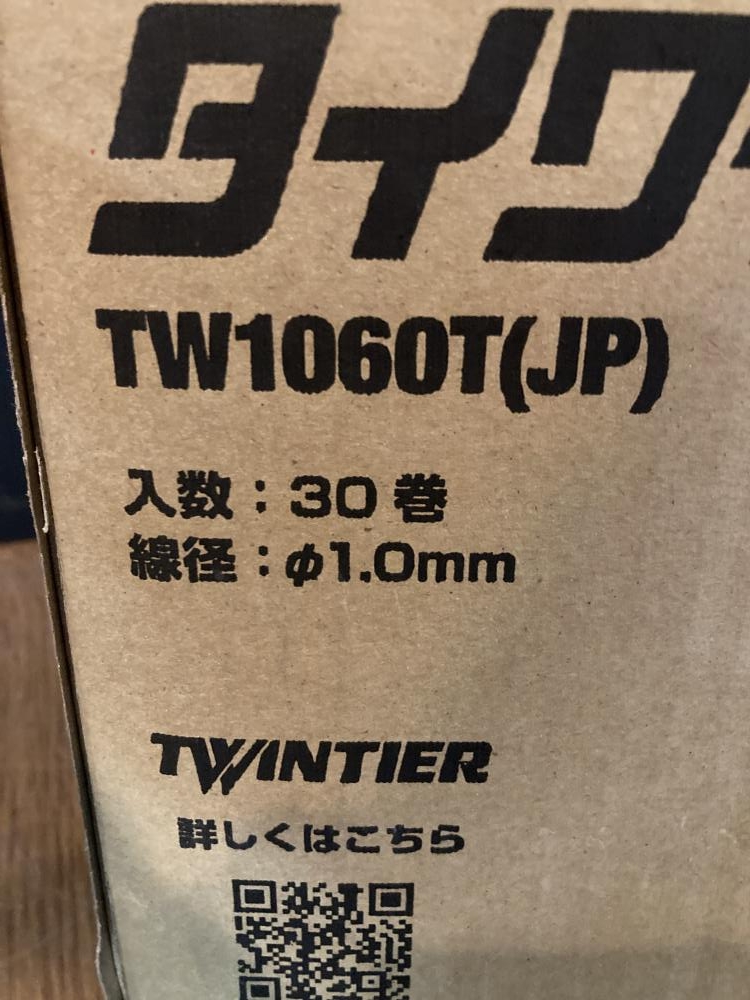 タイワ
TW1060T(JP)
入数：30巻
線径：φ1.0mm
TWINTIER
詳しくはこちら